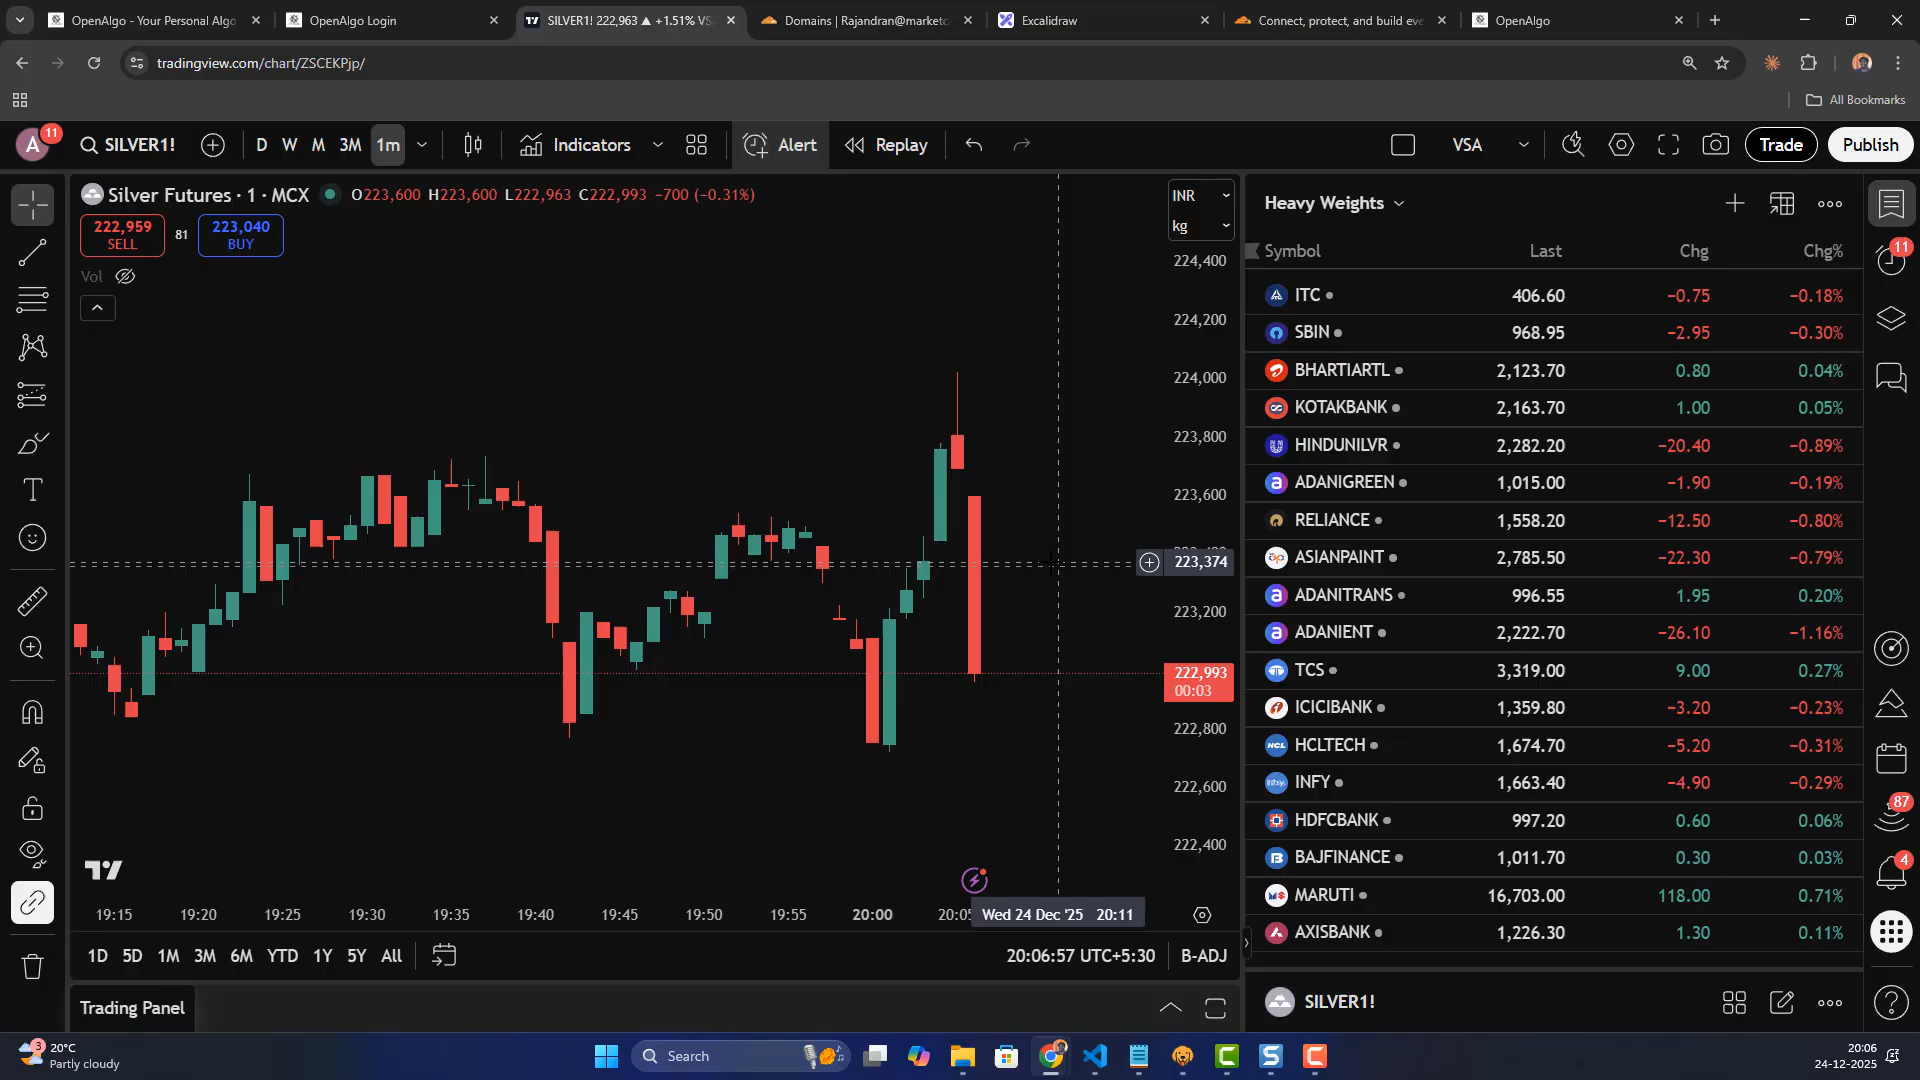 OpenAlgo - Your Personal Algo
OpenAlgo Login
SILVER1! 222,963 ▲ +1.51% VS
Domains | Rajandran@marketc
Excalidraw
Connect, protect, and build eve
OpenAlgo
tradingview.com/chart/ZSCEKPjp/
All Bookmarks
A 11
SILVER1!
D W M 3M 1m
Indicators
Alert
Replay
VSA
Trade
Publish
Silver Futures · 1 · MCX
O223,600 H223,600 L222,963 C222,993 −700 (−0.31%)
222,959
SELL
81
223,040
BUY
Vol
INR
kg
224,400
224,200
224,000
223,800
223,600
223,374
223,200
222,993
00:03
222,800
222,600
222,400
19:15 19:20 19:25 19:30 19:35 19:40 19:45 19:50 19:55 20:00 20:05
Wed 24 Dec '25 20:11
1D 5D 1M 3M 6M YTD 1Y 5Y All
20:06:57 UTC+5:30
B-ADJ
Trading Panel
Heavy Weights
Symbol Last Chg Chg%
ITC 406.60 −0.75 −0.18%
SBIN 968.95 −2.95 −0.30%
BHARTIARTL 2,123.70 0.80 0.04%
KOTAKBANK 2,163.70 1.00 0.05%
HINDUNILVR 2,282.20 −20.40 −0.89%
ADANIGREEN 1,015.00 −1.90 −0.19%
RELIANCE 1,558.20 −12.50 −0.80%
ASIANPAINT 2,785.50 −22.30 −0.79%
ADANITRANS 996.55 1.95 0.20%
ADANIENT 2,222.70 −26.10 −1.16%
TCS 3,319.00 9.00 0.27%
ICICIBANK 1,359.80 −3.20 −0.23%
HCLTECH 1,674.70 −5.20 −0.31%
INFY 1,663.40 −4.90 −0.29%
HDFCBANK 997.20 0.60 0.06%
BAJFINANCE 1,011.70 0.30 0.03%
MARUTI 16,703.00 118.00 0.71%
AXISBANK 1,226.30 1.30 0.11%
SILVER1!
11
87
4
3
20°C
Partly cloudy
Search
20:06
24-12-2025